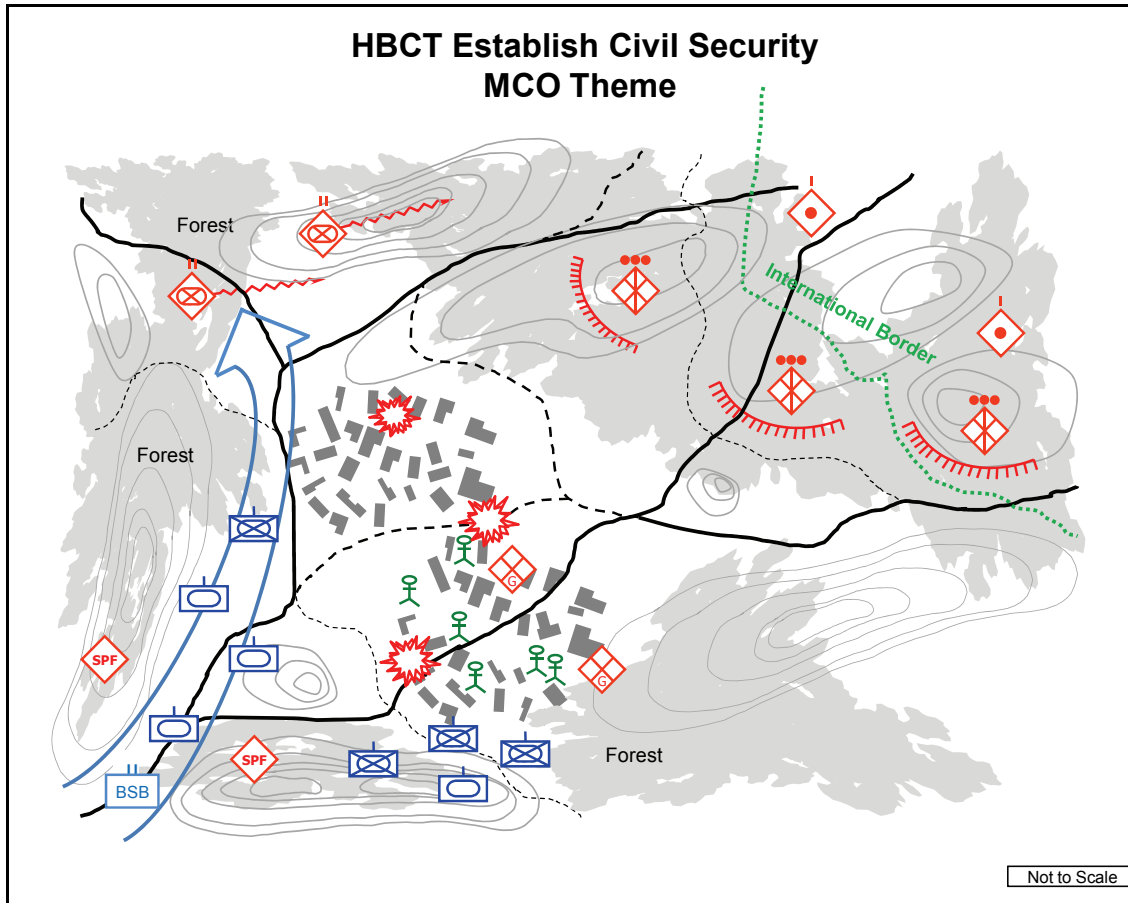 HBCT Establish Civil Security
MCO Theme
Forest
International Border
Forest
G
SPF
G
SPF
Forest
BSB
Not to Scale